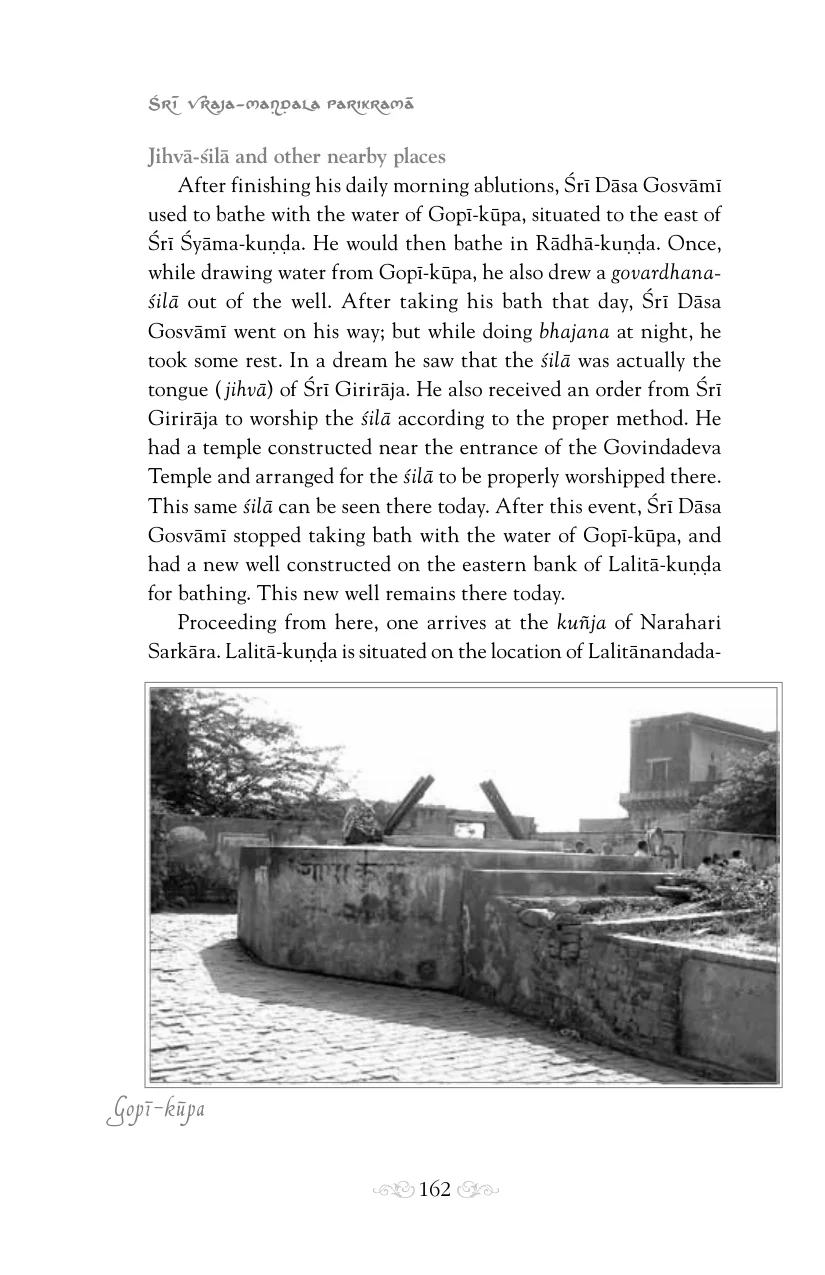 Śrī Vraja-maṇḍala Parikramā
Jihvā-śilā and other nearby places
After finishing his daily morning ablutions, Śrī Dāsa Gosvāmī
used to bathe with the water of Gopī-kūpa, situated to the east of
Śrī Śyāma-kuṇḍa. He would then bathe in Rādhā-kuṇḍa. Once,
while drawing water from Gopī-kūpa, he also drew a govardhana-
śilā out of the well. After taking his bath that day, Śrī Dāsa
Gosvāmī went on his way; but while doing bhajana at night, he
took some rest. In a dream he saw that the śilā was actually the
tongue (jihvā) of Śrī Girirāja. He also received an order from Śrī
Girirāja to worship the śilā according to the proper method. He
had a temple constructed near the entrance of the Govindadeva
Temple and arranged for the śilā to be properly worshipped there.
This same śilā can be seen there today. After this event, Śrī Dāsa
Gosvāmī stopped taking bath with the water of Gopī-kūpa, and
had a new well constructed on the eastern bank of Lalitā-kuṇḍa
for bathing. This new well remains there today.
Proceeding from here, one arrives at the kuñja of Narahari
Sarkāra. Lalitā-kuṇḍa is situated on the location of Lalitānandada-
Gopī-kūpa
162